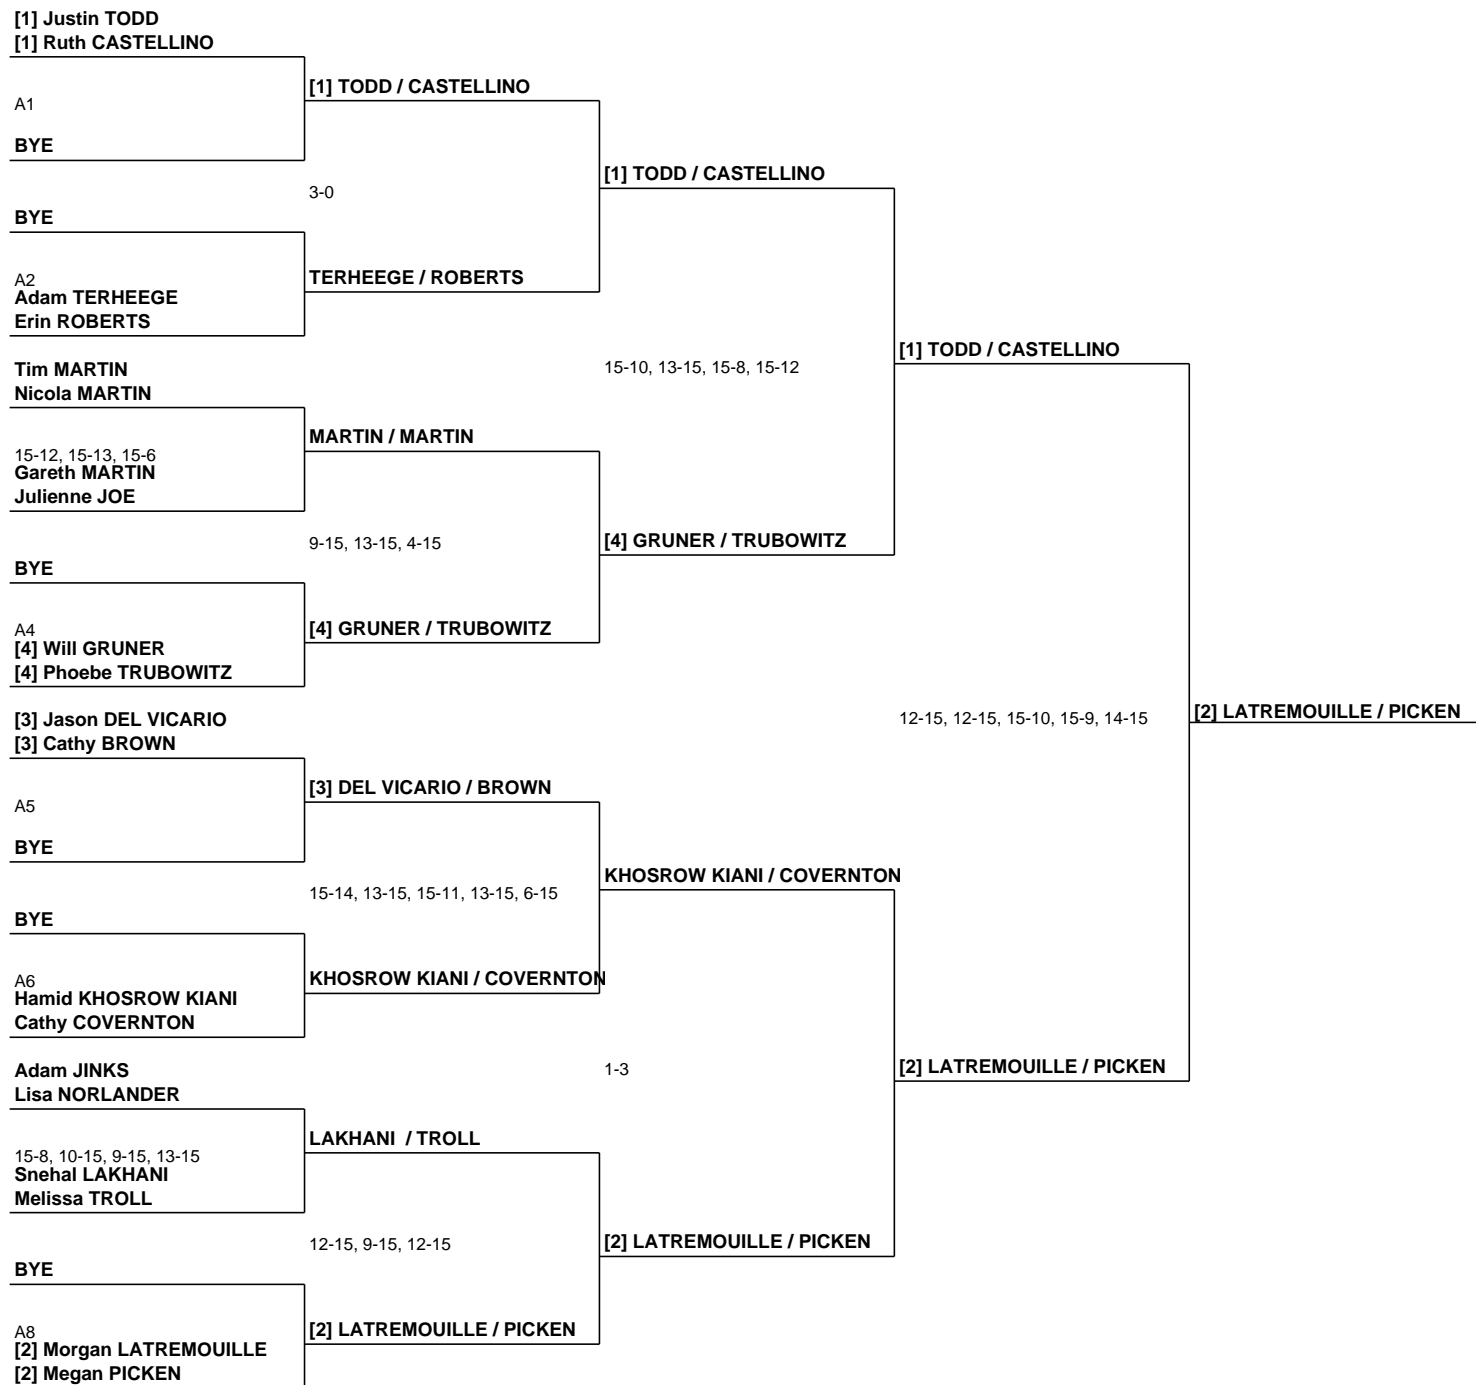 [1] Justin TODD
[1] Ruth CASTELLINO
[1] TODD / CASTELLINO
A1
BYE
[1] TODD / CASTELLINO
3-0
BYE
TERHEEGE / ROBERTS
A2
Adam TERHEEGE
Erin ROBERTS
[1] TODD / CASTELLINO
15-10, 13-15, 15-8, 15-12
Tim MARTIN
Nicola MARTIN
MARTIN / MARTIN
15-12, 15-13, 15-6
Gareth MARTIN
Julienne JOE
9-15, 13-15, 4-15
[4] GRUNER / TRUBOWITZ
BYE
[4] GRUNER / TRUBOWITZ
A4
[4] Will GRUNER
[4] Phoebe TRUBOWITZ
[2] LATREMOUILLE / PICKEN
12-15, 12-15, 15-10, 15-9, 14-15
[3] Jason DEL VICARIO
[3] Cathy BROWN
[3] DEL VICARIO / BROWN
A5
BYE
KHOSROW KIANI / COVERNTON
15-14, 13-15, 15-11, 13-15, 6-15
BYE
KHOSROW KIANI / COVERNTON
A6
Hamid KHOSROW KIANI
Cathy COVERNTON
[2] LATREMOUILLE / PICKEN
1-3
Adam JINKS
Lisa NORLANDER
LAKHANI / TROLL
15-8, 10-15, 9-15, 13-15
Snehal LAKHANI
Melissa TROLL
12-15, 9-15, 12-15
[2] LATREMOUILLE / PICKEN
BYE
[2] LATREMOUILLE / PICKEN
A8
[2] Morgan LATREMOUILLE
[2] Megan PICKEN